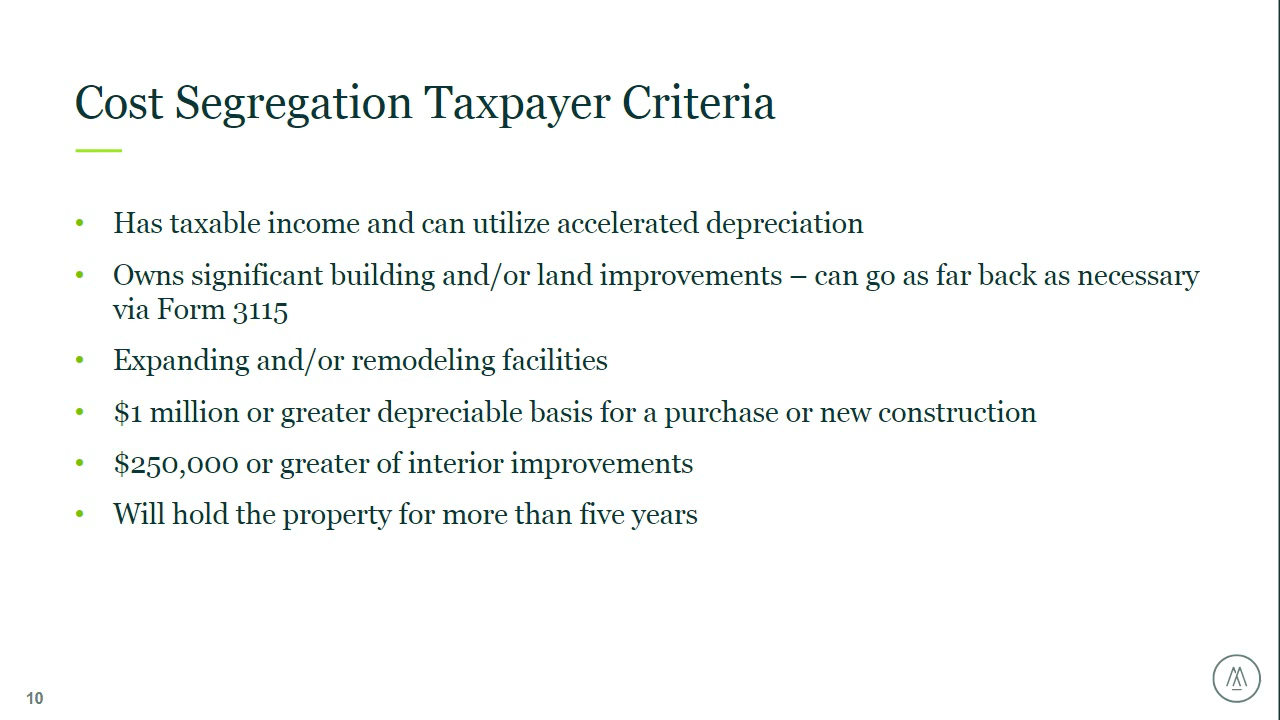 Cost Segregation Taxpayer Criteria
• Has taxable income and can utilize accelerated depreciation
• Owns significant building and/or land improvements – can go as far back as necessary
via Form 3115
• Expanding and/or remodeling facilities
• $1 million or greater depreciable basis for a purchase or new construction
• $250,000 or greater of interior improvements
• Will hold the property for more than five years
10